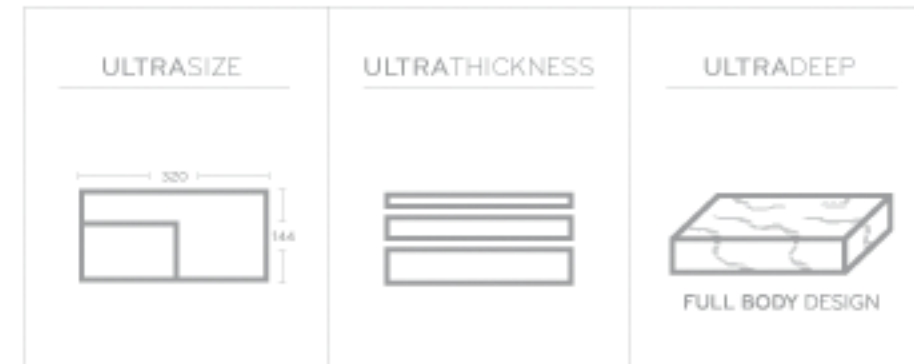 ULTRASIZE
320
144
ULTRATHICKNESS
ULTRADEEP
FULL BODY DESIGN